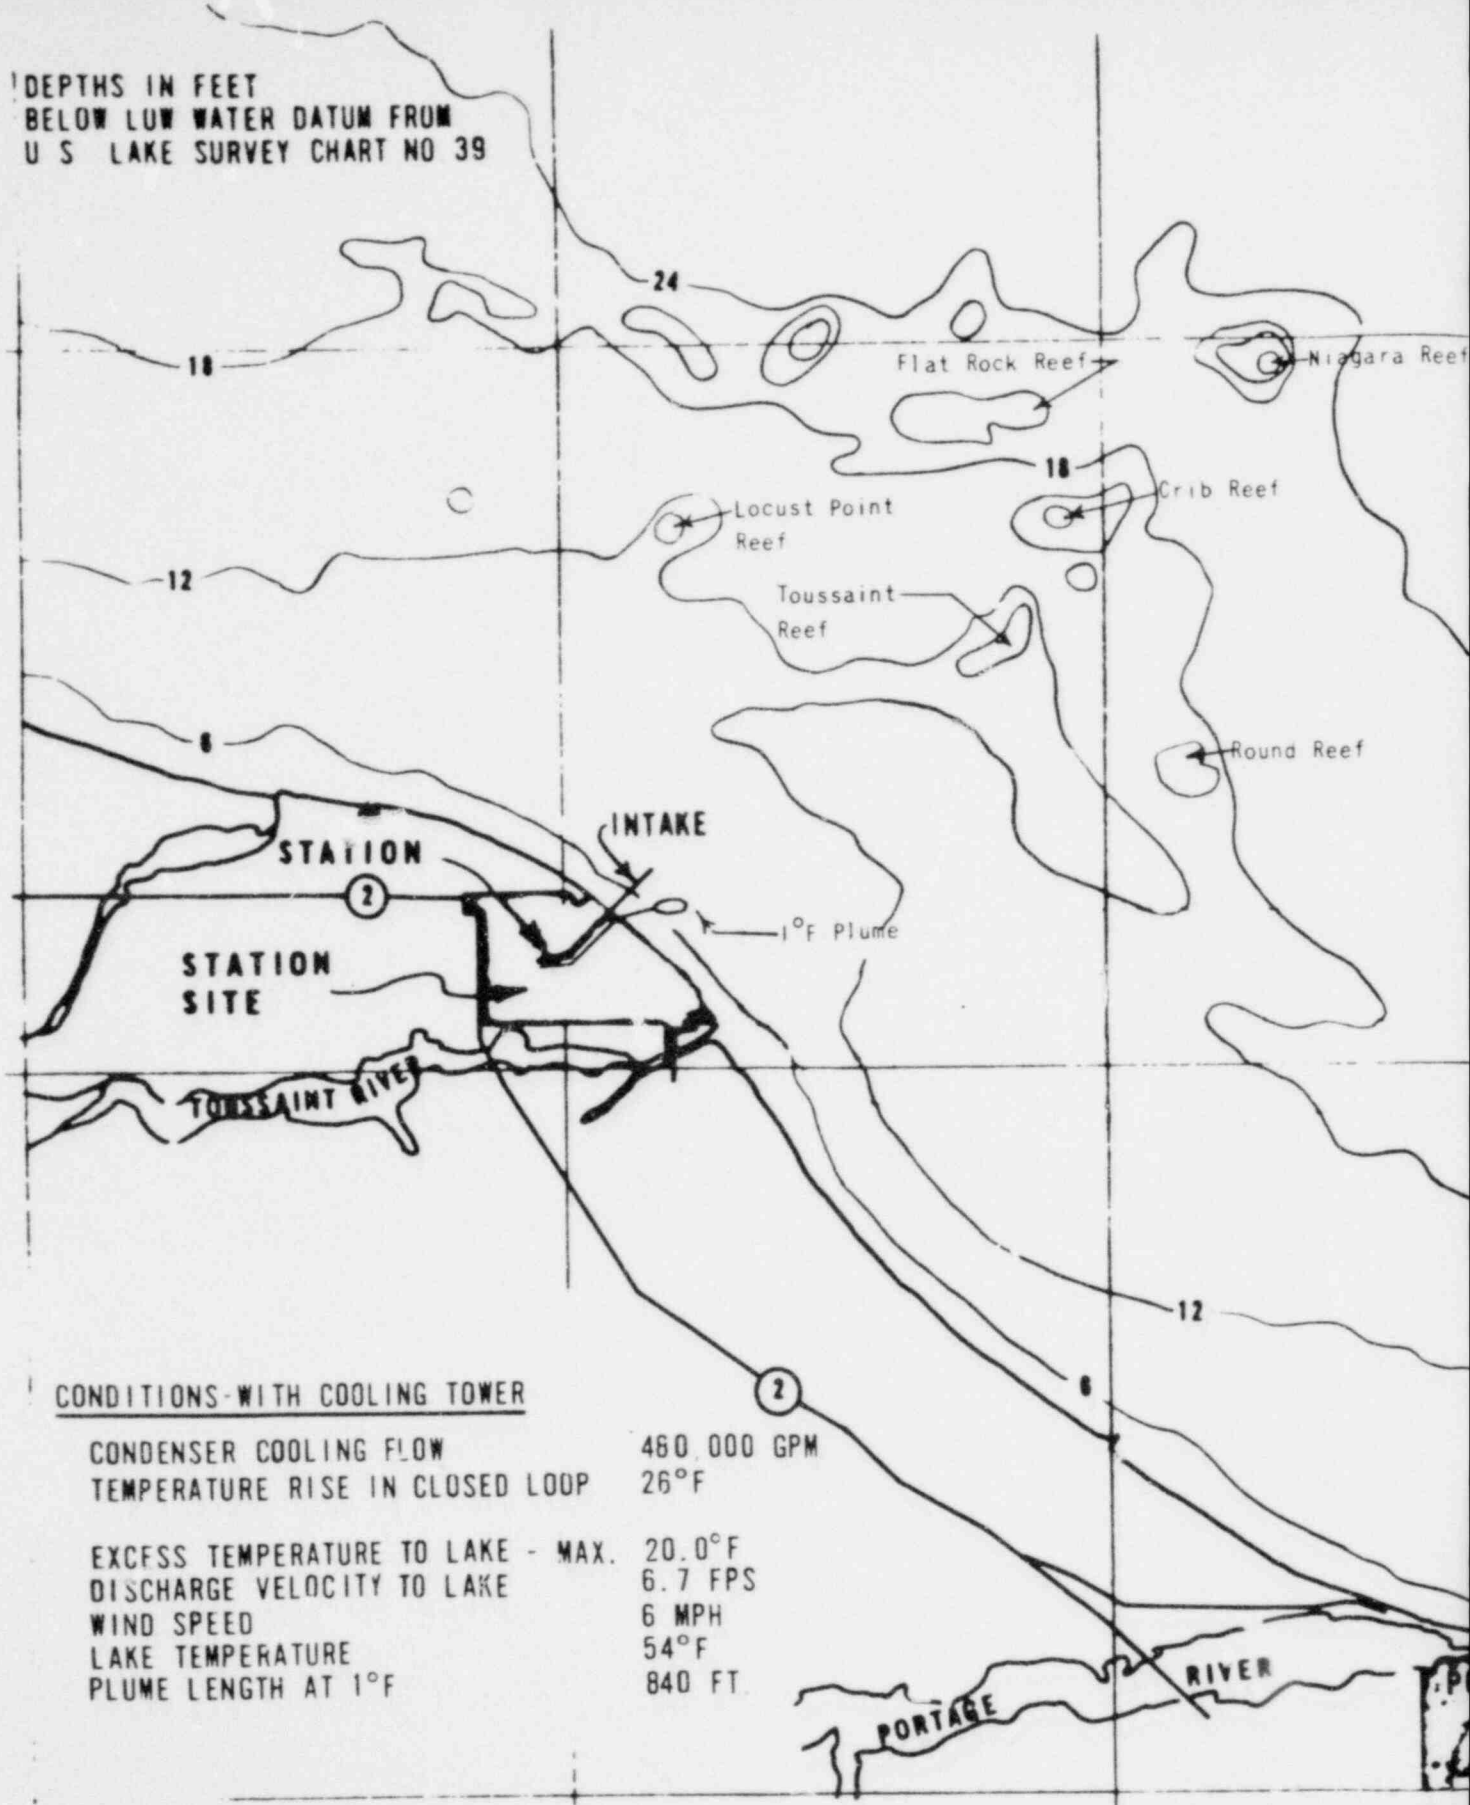 DEPTHS IN FEET
BELOW LOW WATER DATUM FROM
U S LAKE SURVEY CHART NO 39
24
18
Flat Rock Reef
Niagara Reef
18
Crib Reef
Locust Point
Reef
12
Toussaint
Reef
6
Round Reef
INTAKE
STATION
2
1°F Plume
STATION
SITE
TOUSSAINT RIVER
12
6
2
CONDITIONS-WITH COOLING TOWER
CONDENSER COOLING FLOW 480,000 GPM
TEMPERATURE RISE IN CLOSED LOOP 26°F
EXCESS TEMPERATURE TO LAKE - MAX. 20.0°F
DISCHARGE VELOCITY TO LAKE 6.7 FPS
WIND SPEED 6 MPH
LAKE TEMPERATURE 54°F
PLUME LENGTH AT 1°F 840 FT
PORTAGE RIVER